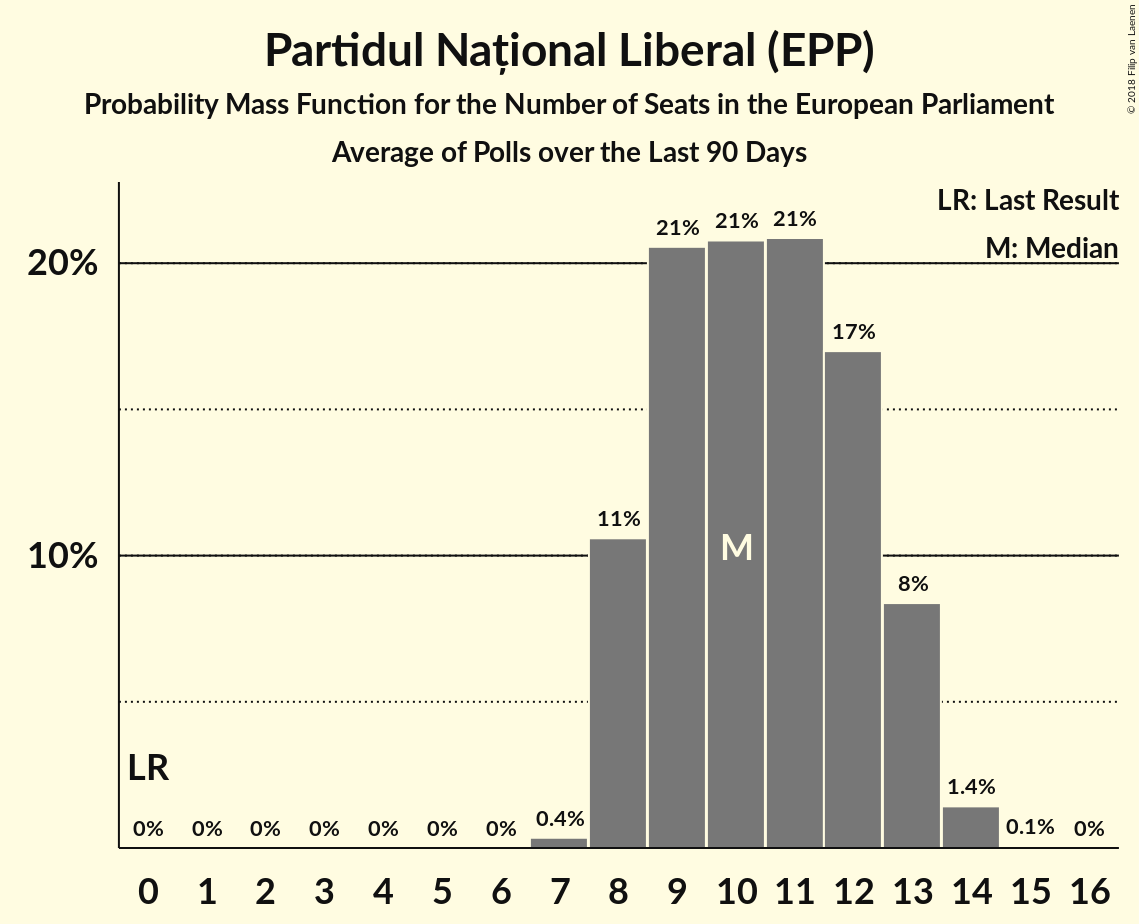 Partidul Național Liberal (EPP)
Probability Mass Function for the Number of Seats in the European Parliament
Average of Polls over the Last 90 Days
© 2018 Filip van Laenen
LR: Last Result
M: Median
20%
10%
21% 21% 21%
17%
11%
M
8%
LR
1.4%
0% 0% 0% 0% 0% 0% 0% 0.4% 0.1% 0%
0 1 2 3 4 5 6 7 8 9 10 11 12 13 14 15 16